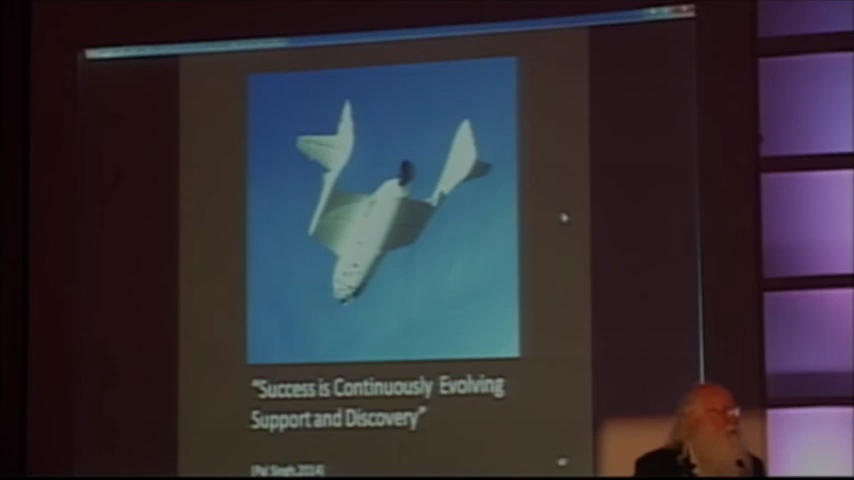 “Success is Continuously Evolving
Support and Discovery”
(Pal Singh, 2014)